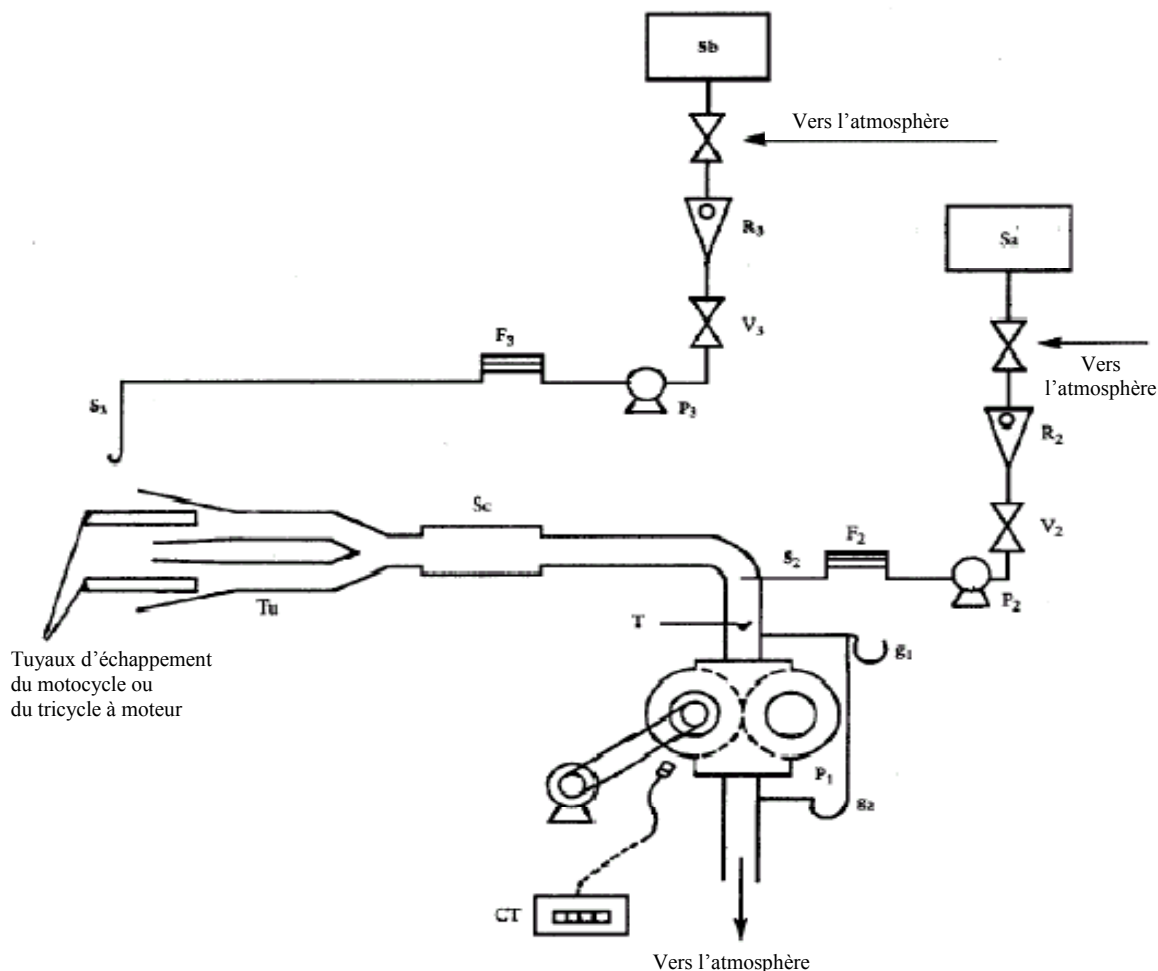 Sb
Vers l’atmosphère
R3
Sa
V3
F3
Vers
l’atmosphère
P3
S3
R2
Sc
V2
F2
S2
P2
Tu
T
g1
Tuyaux d’échappement
du motocycle ou
du tricycle à moteur
P1
g2
CT
Vers l’atmosphère